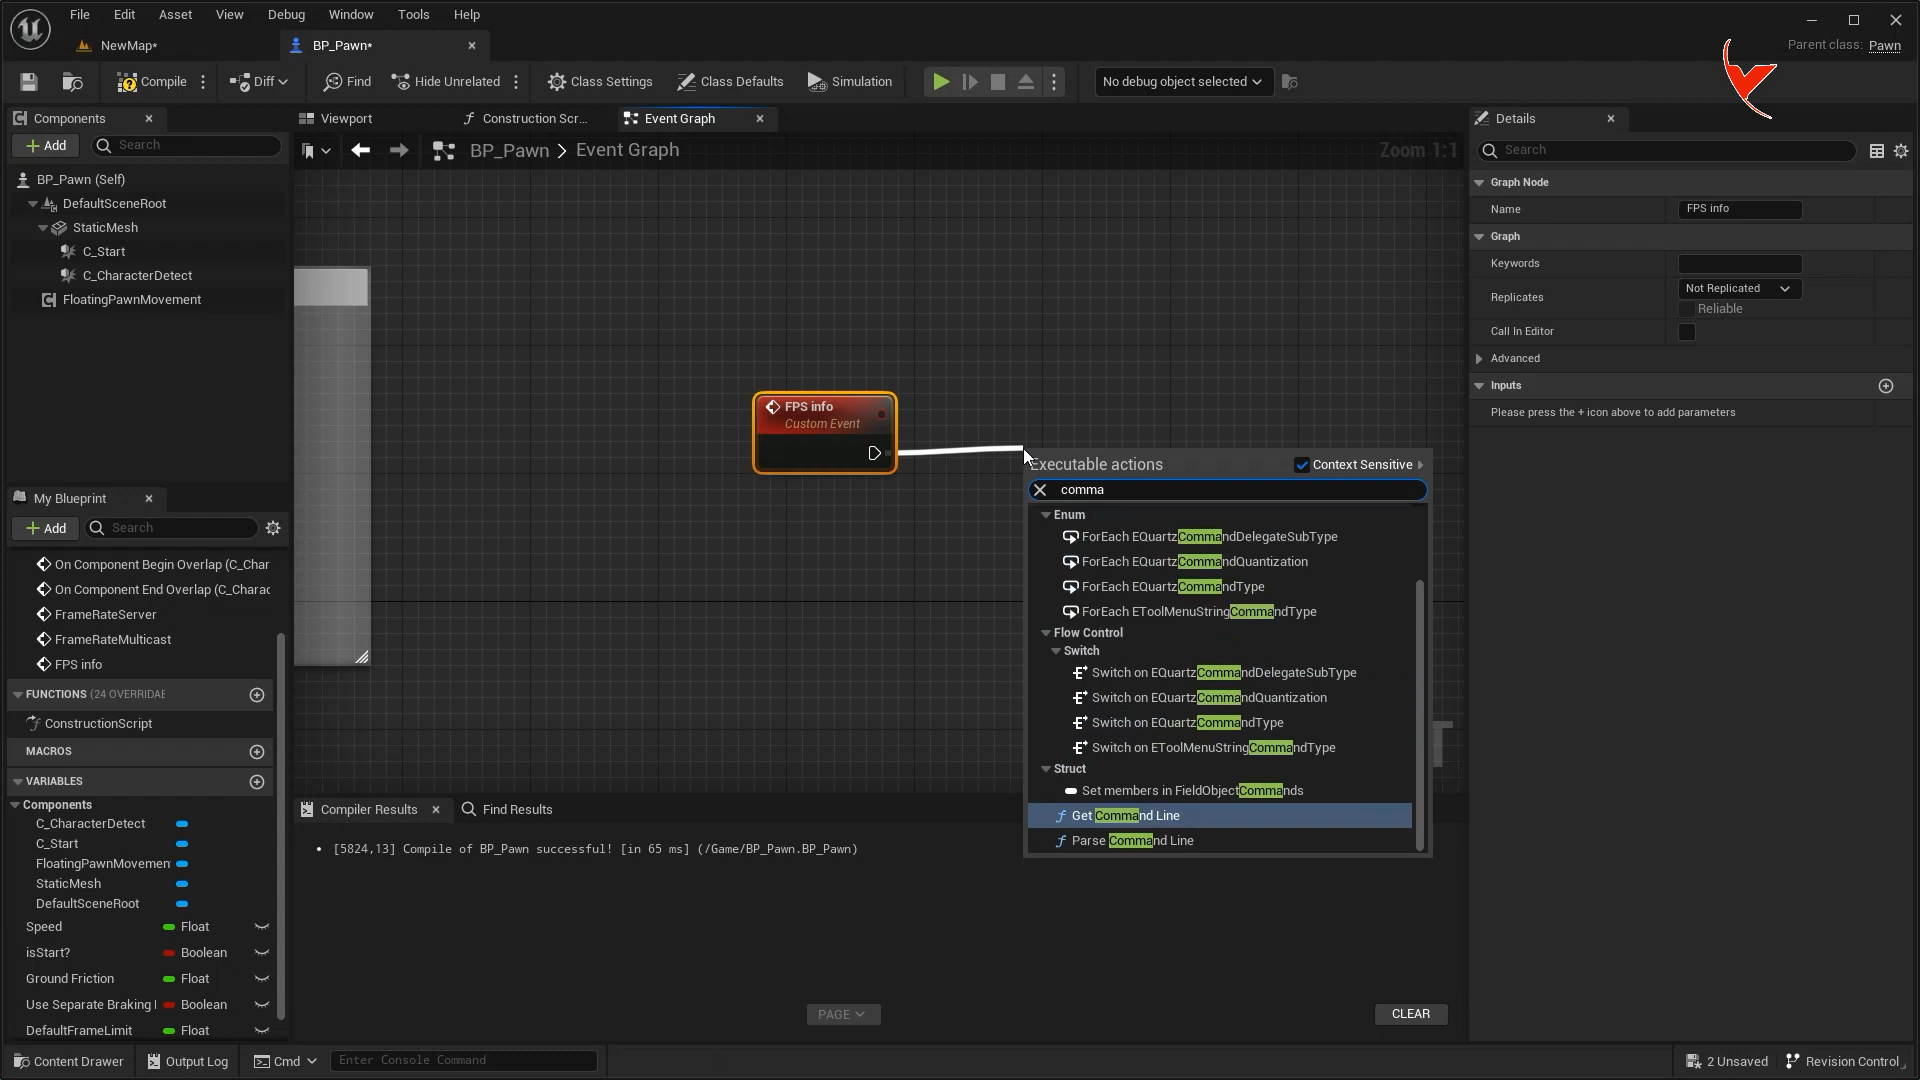 File Edit Asset View Debug Window Tools Help
NewMap*
BP_Pawn*
Parent class: Pawn
Compile
Diff
Find
Hide Unrelated
Class Settings
Class Defaults
Simulation
No debug object selected
Components
Add
Search
BP_Pawn (Self)
DefaultSceneRoot
StaticMesh
C_Start
C_CharacterDetect
FloatingPawnMovement
My Blueprint
Add
Search
On Component Begin Overlap (C_Char
On Component End Overlap (C_Charac
FrameRateServer
FrameRateMulticast
FPS info
FUNCTIONS (24 OVERRIDAE
ConstructionScript
MACROS
VARIABLES
Components
C_CharacterDetect
C_Start
FloatingPawnMovemen
StaticMesh
DefaultSceneRoot
Speed Float
isStart? Boolean
Ground Friction Float
Use Separate Braking Boolean
DefaultFrameLimit Float
Viewport
Construction Scr...
Event Graph
BP_Pawn > Event Graph
Zoom 1:1
FPS info
Custom Event
Executable actions
Context Sensitive
comma
Enum
ForEach EQuartzCommandDelegateSubType
ForEach EQuartzCommandQuantization
ForEach EQuartzCommandType
ForEach EToolMenuStringCommandType
Flow Control
Switch
Switch on EQuartzCommandDelegateSubType
Switch on EQuartzCommandQuantization
Switch on EQuartzCommandType
Switch on EToolMenuStringCommandType
Struct
Set members in FieldObjectCommands
Get Command Line
Parse Command Line
Compiler Results
Find Results
[5824,13] Compile of BP_Pawn successful! [in 65 ms] (/Game/BP_Pawn.BP_Pawn)
PAGE
CLEAR
Details
Search
Graph Node
Name FPS info
Graph
Keywords
Replicates Not Replicated
Reliable
Call In Editor
Advanced
Inputs
Please press the + icon above to add parameters
Content Drawer
Output Log
Cmd
Enter Console Command
2 Unsaved
Revision Control